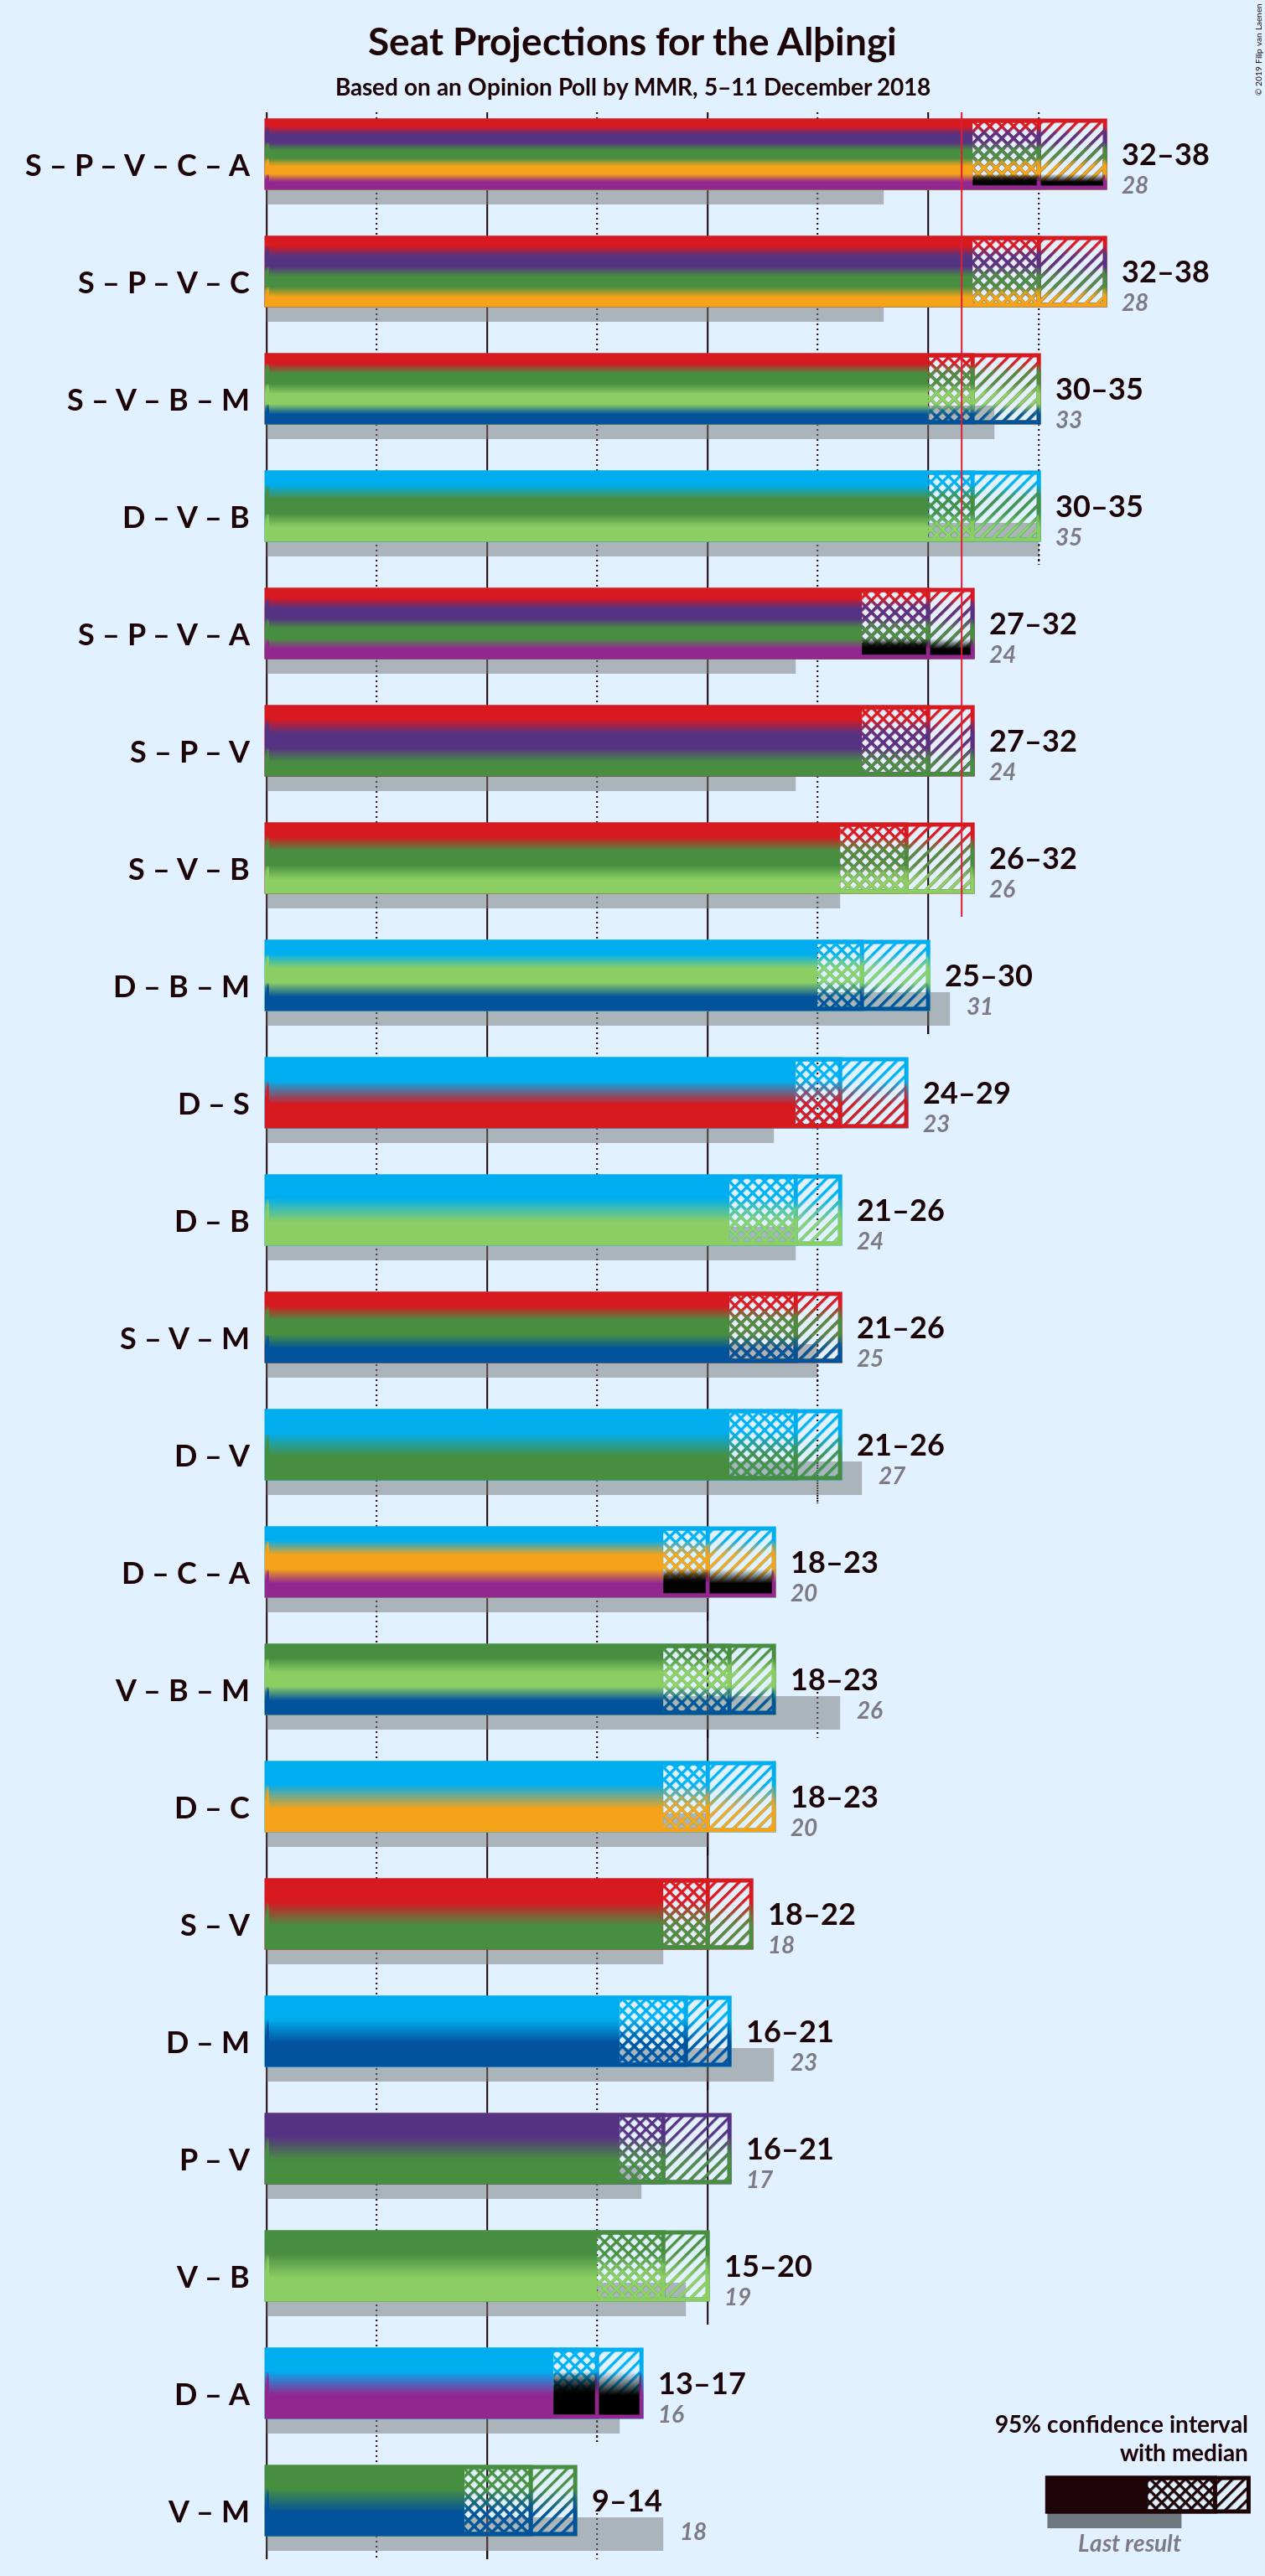 Seat Projections for the Alþingi
Based on an Opinion Poll by MMR, 5–11 December 2018
© 2019 Filip van Laenen
S – P – V – C – A
32–38
28
S – P – V – C
32–38
28
S – V – B – M
30–35
33
D – V – B
30–35
35
S – P – V – A
27–32
24
S – P – V
27–32
24
S – V – B
26–32
26
D – B – M
25–30
31
D – S
24–29
23
D – B
21–26
24
S – V – M
21–26
25
D – V
21–26
27
D – C – A
18–23
20
V – B – M
18–23
26
D – C
18–23
20
S – V
18–22
18
D – M
16–21
23
P – V
16–21
17
V – B
15–20
19
D – A
13–17
16
V – M
9–14
18
95% confidence interval
with median
Last result